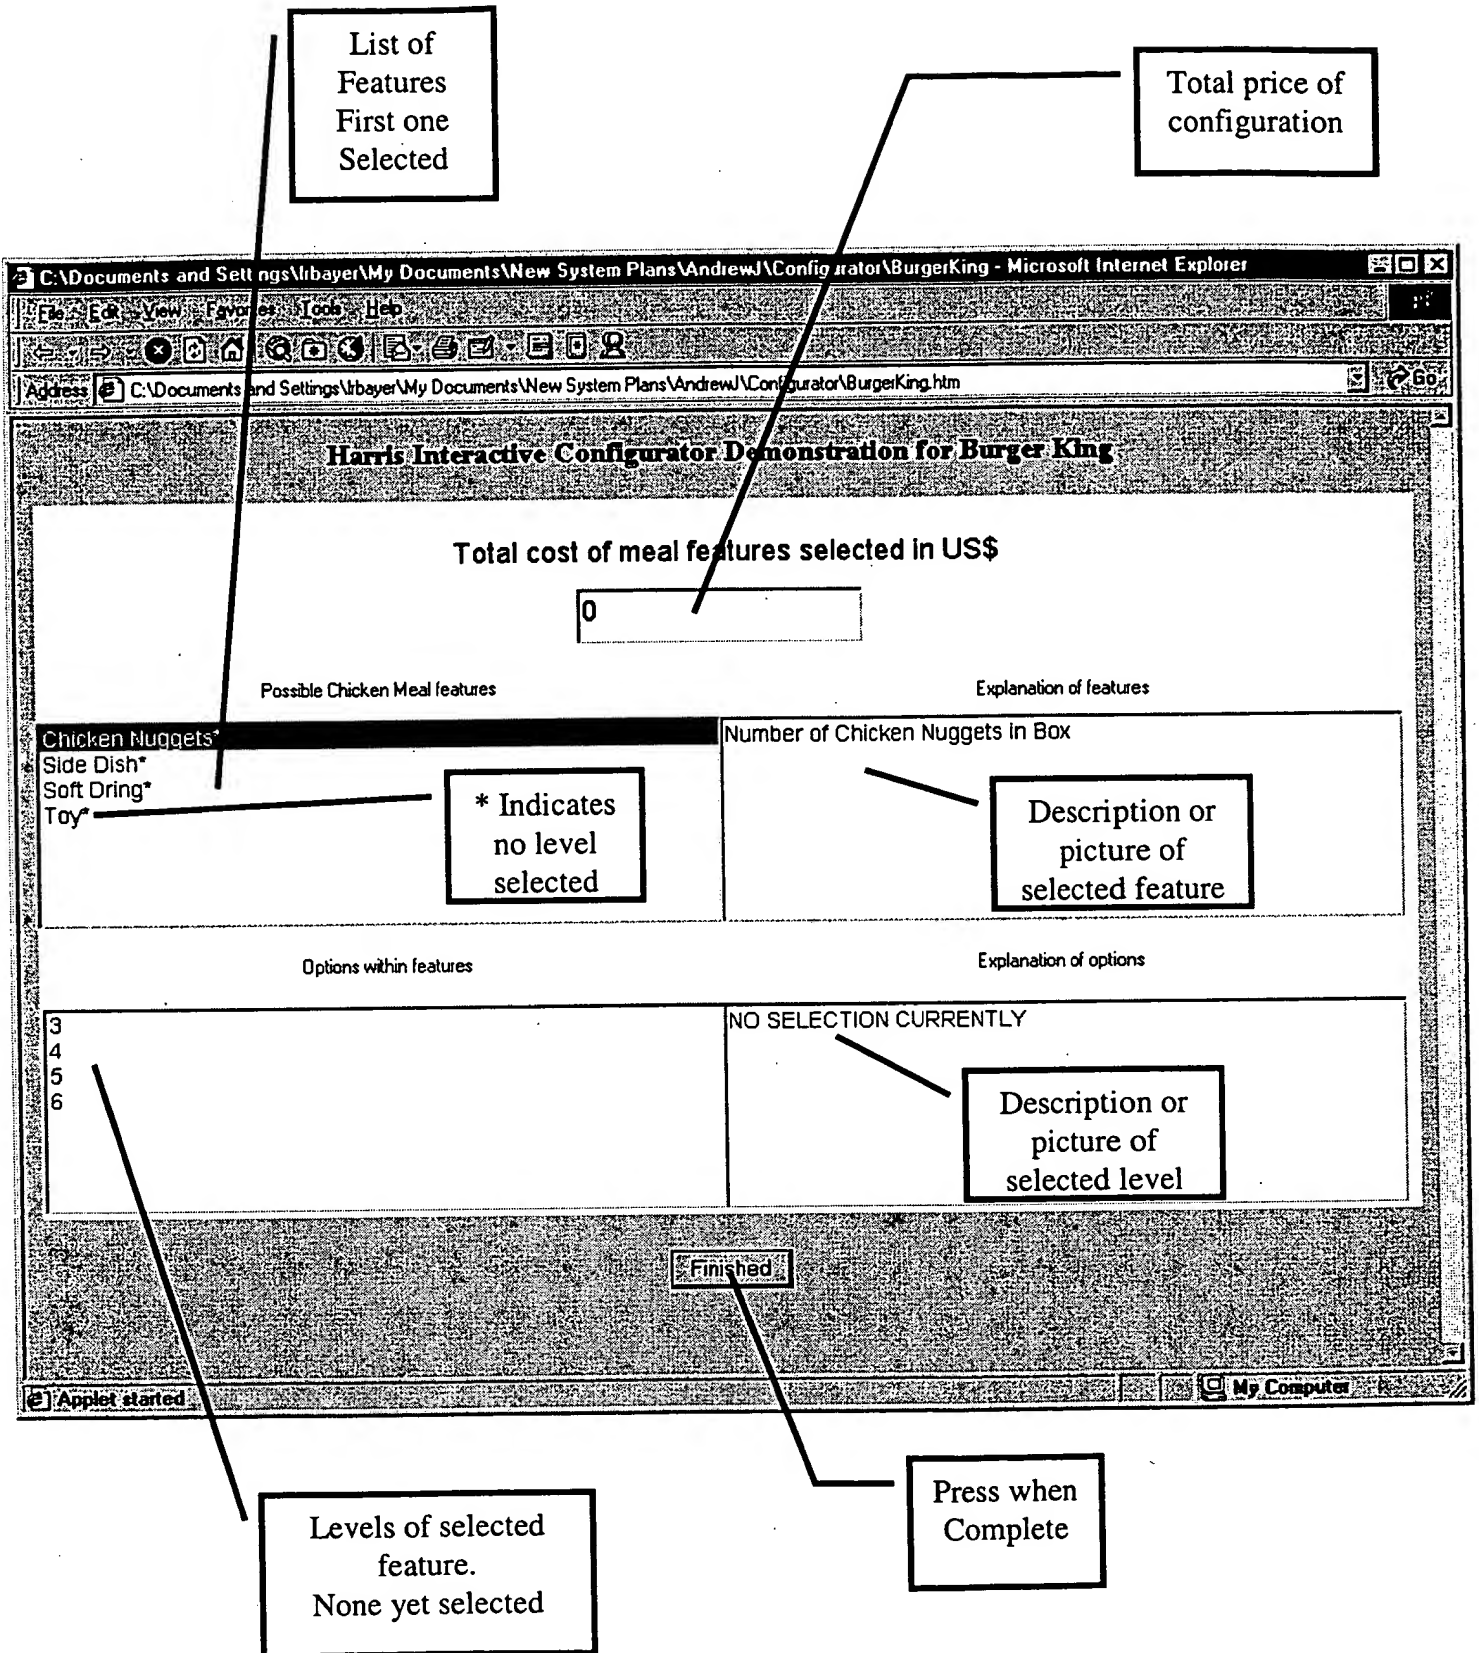 List of
Features
First one
Selected
Total price of
configuration
C:\Documents and Settings\lrbayer\My Documents\New System Plans\AndrewJ\Configurator\BurgerKing - Microsoft Internet Explorer
File Edit View Favorites Tools Help
Address C:\Documents and Settings\lrbayer\My Documents\New System Plans\AndrewJ\Configurator\BurgerKing.htm Go
Harris Interactive Configurator Demonstration for Burger King
Total cost of meal features selected in US$
0
Possible Chicken Meal features
Explanation of features
Chicken Nuggets*
Side Dish*
Soft Dring*
Toy*
* Indicates
no level
selected
Number of Chicken Nuggets in Box
Description or
picture of
selected feature
Options within features
Explanation of options
3
4
5
6
NO SELECTION CURRENTLY
Description or
picture of
selected level
Finished
Applet started
My Computer
Press when
Complete
Levels of selected
feature.
None yet selected